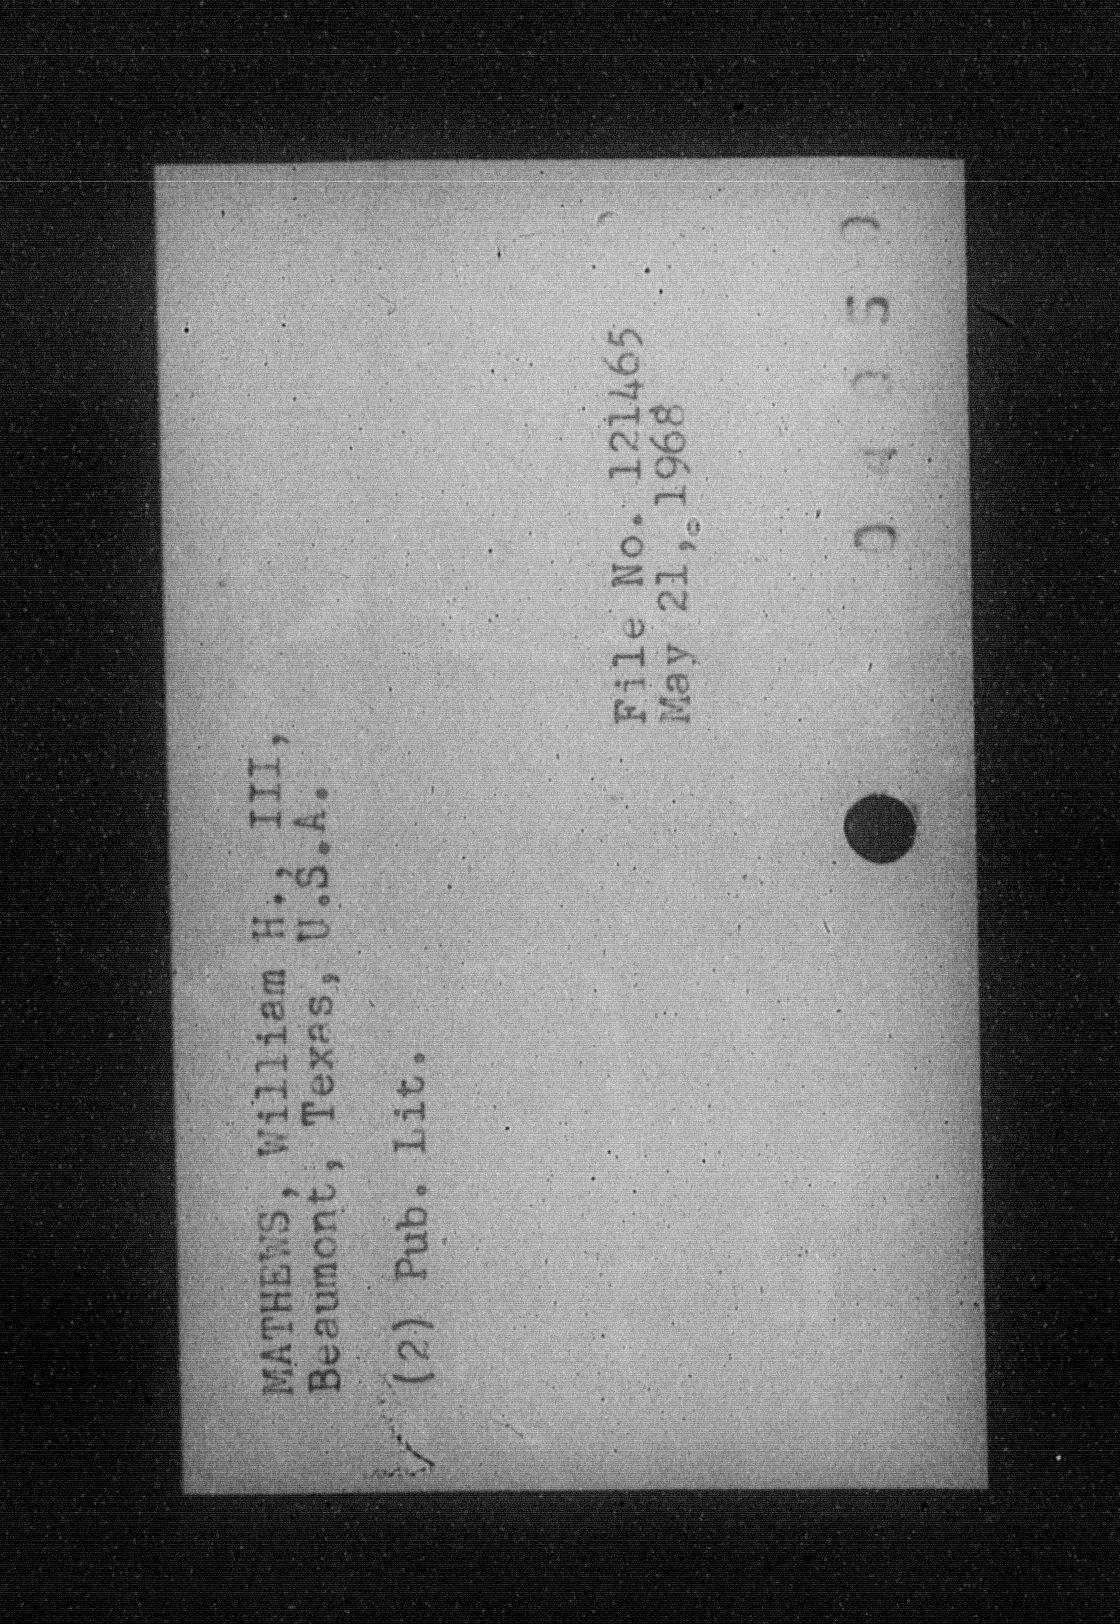 MATHEWS, William H., III,
Beaumont, Texas, U.S.A.
(2) Pub. Lit.
File No. 121465
May 21, 1968